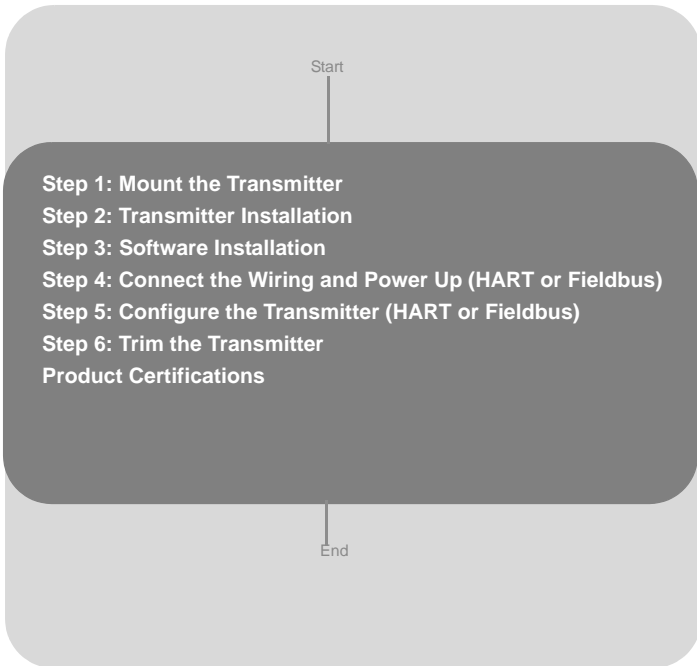 Start
Step 1: Mount the Transmitter
Step 2: Transmitter Installation
Step 3: Software Installation
Step 4: Connect the Wiring and Power Up (HART or Fieldbus)
Step 5: Configure the Transmitter (HART or Fieldbus)
Step 6: Trim the Transmitter
Product Certifications
End